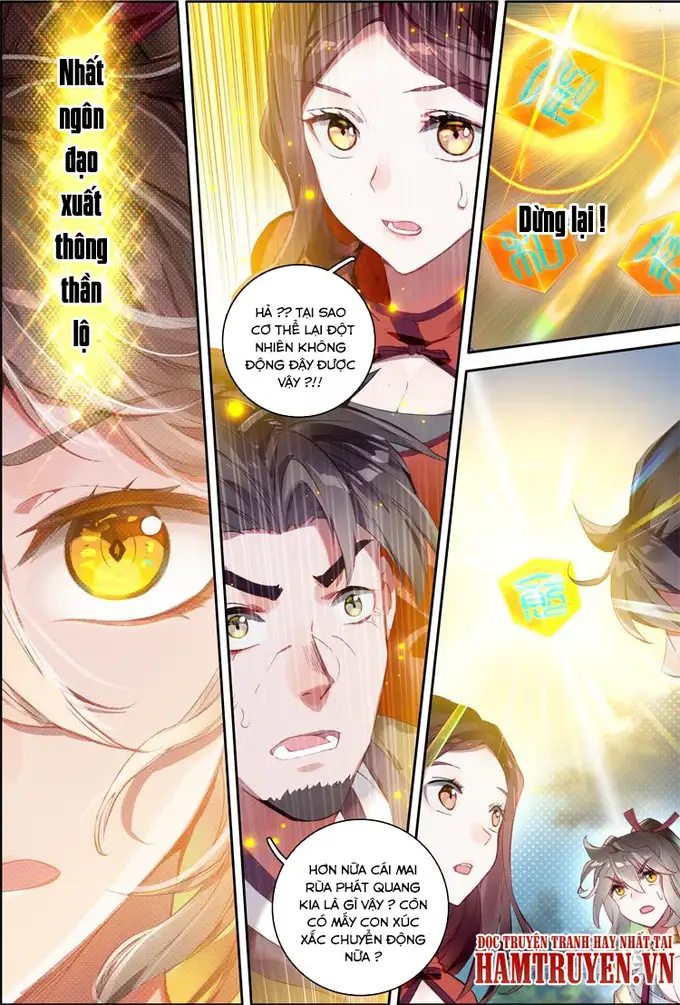 Nhất
ngôn
đạo
xuất
thông
thần
lộ
Dừng lại !
HẢ ?? TẠI SAO
CƠ THỂ LẠI ĐỘT
NHIÊN KHÔNG
ĐỘNG ĐẬY ĐƯỢC
VẬY ?!!
HƠN NỮA CÁI MAI
RÙA PHÁT QUANG
KIA LÀ GÌ VẬY ? CÒN
CÓ MẤY CON XÚC
XẮC CHUYỂN ĐỘNG
NỮA ?
ĐỌC TRUYỆN TRANH HAY NHẤT TẠI
HAMTRUYEN.VN